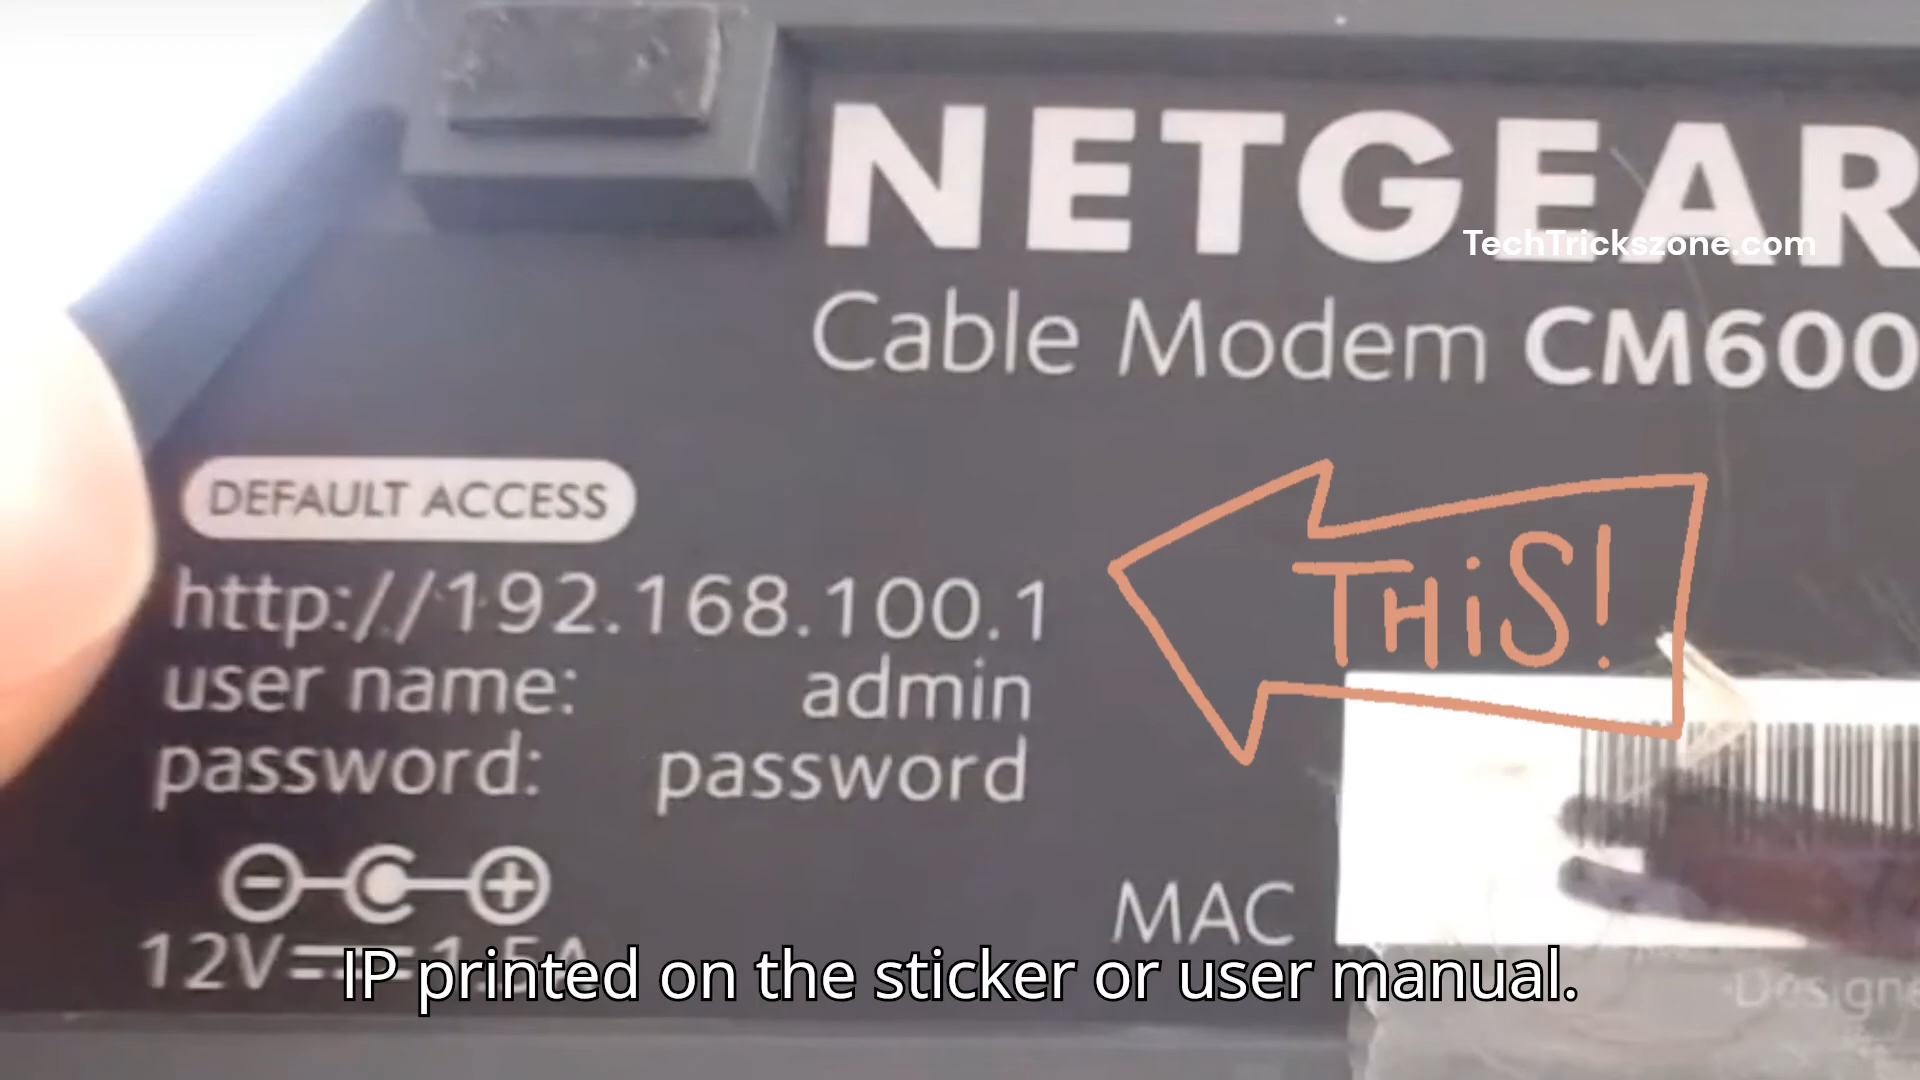 NETGEAR
TechTrickszone.com
Cable Modem CM600
DEFAULT ACCESS
http://192.168.100.1
THiS!
user name: admin
password: password
MAC
12V
IP printed on the sticker or user manual.